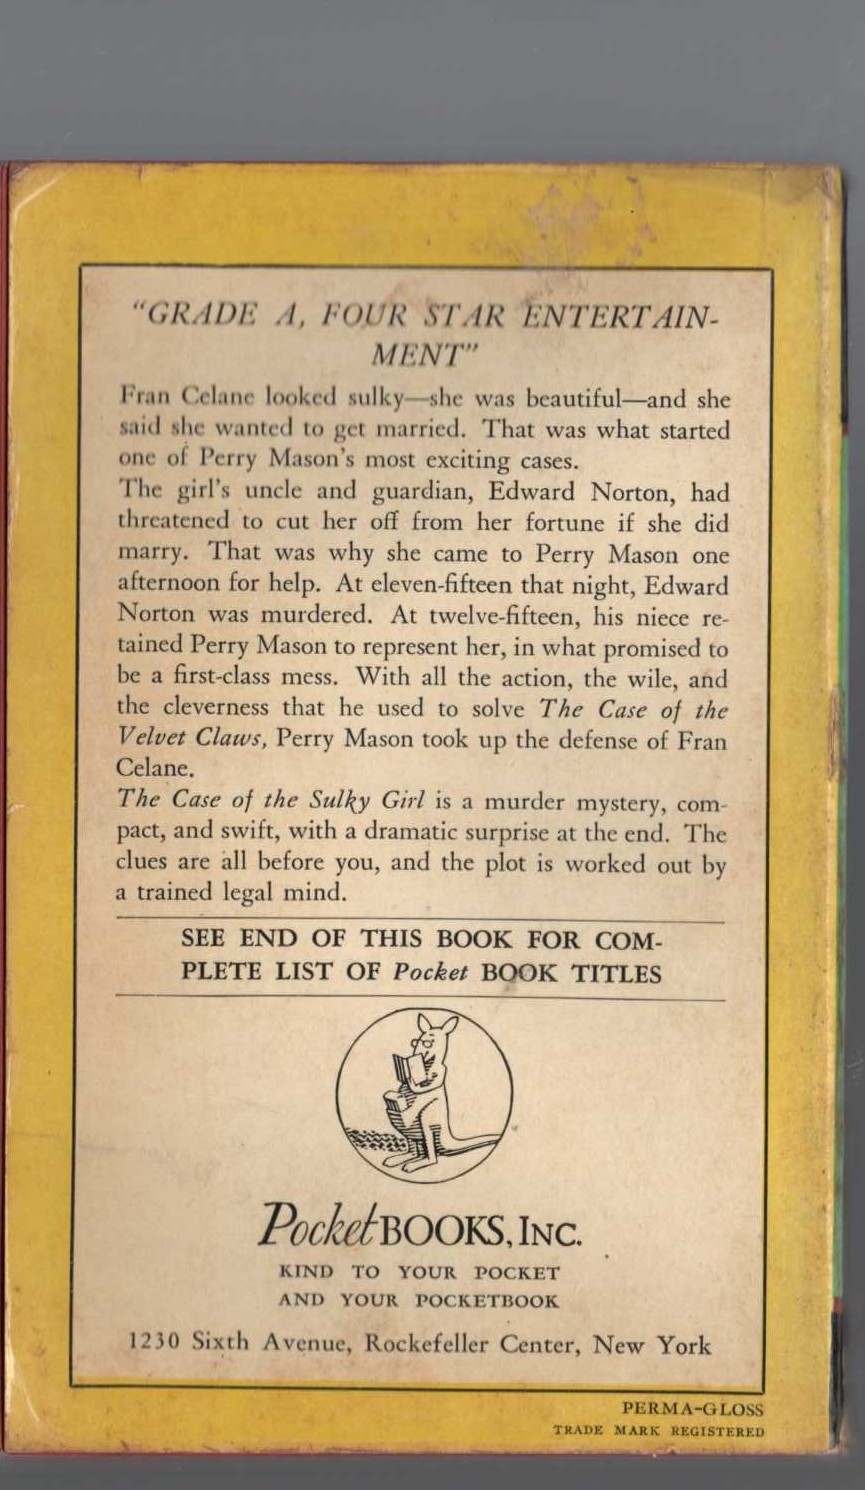 "GRADE A, FOUR STAR ENTERTAIN-
MENT"
Fran Celane looked sulky—she was beautiful—and she
said she wanted to get married. That was what started
one of Perry Mason's most exciting cases.
The girl's uncle and guardian, Edward Norton, had
threatened to cut her off from her fortune if she did
marry. That was why she came to Perry Mason one
afternoon for help. At eleven-fifteen that night, Edward
Norton was murdered. At twelve-fifteen, his niece re-
tained Perry Mason to represent her, in what promised to
be a first-class mess. With all the action, the wile, and
the cleverness that he used to solve The Case of the
Velvet Claws, Perry Mason took up the defense of Fran
Celane.
The Case of the Sulky Girl is a murder mystery, com-
pact, and swift, with a dramatic surprise at the end. The
clues are all before you, and the plot is worked out by
a trained legal mind.
SEE END OF THIS BOOK FOR COM-
PLETE LIST OF Pocket BOOK TITLES
Pocket BOOKS, INC.
KIND TO YOUR POCKET
AND YOUR POCKETBOOK
1230 Sixth Avenue, Rockefeller Center, New York
PERMA-GLOSS
TRADE MARK REGISTERED